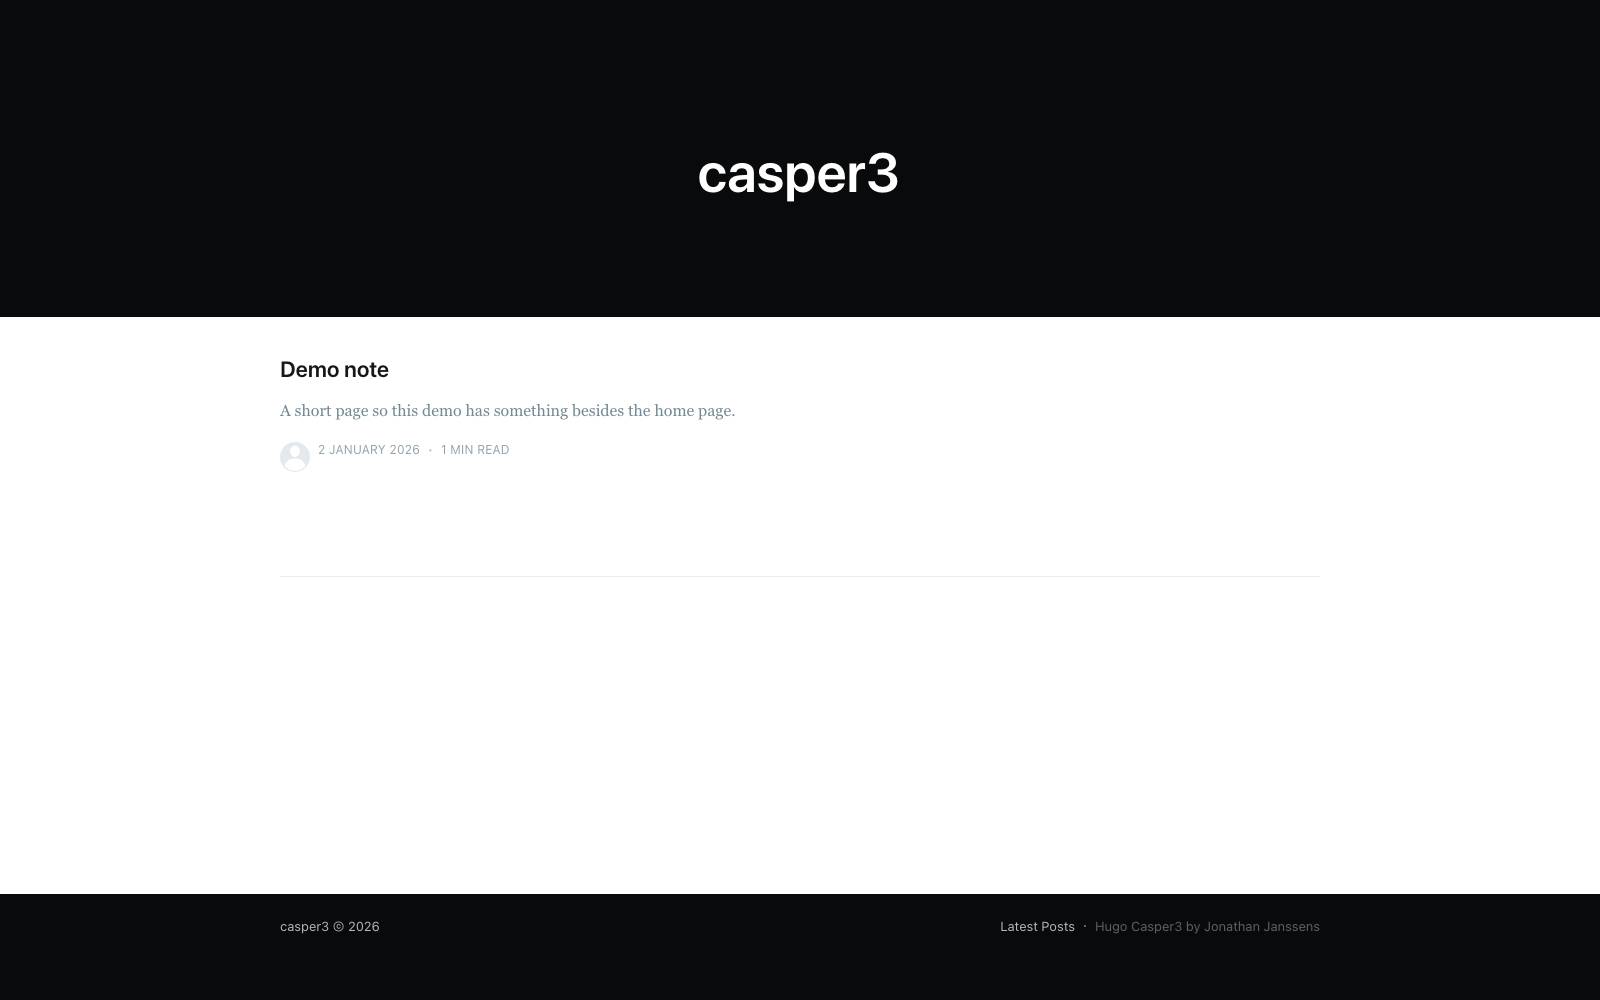 casper3
Demo note
A short page so this demo has something besides the home page.
2 JANUARY 2026 · 1 MIN READ
casper3 © 2026
Latest Posts · Hugo Casper3 by Jonathan Janssens